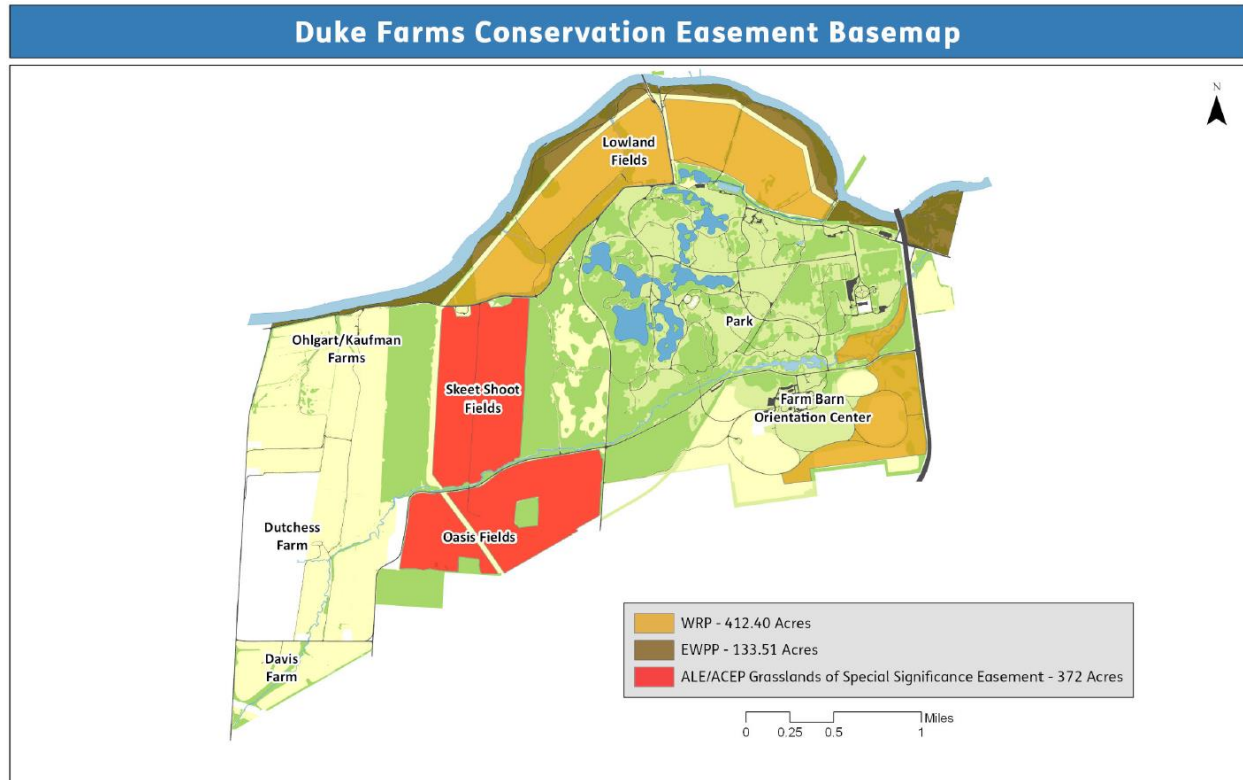 Duke Farms Conservation Easement Basemap
N
Lowland
Fields
Ohlgart/Kaufman
Farms
Park
Skeet Shoot
Fields
Farm Barn
Orientation Center
Dutchess
Farm
Oasis Fields
Davis
Farm
WRP - 412.40 Acres
EWPP - 133.51 Acres
ALE/ACEP Grasslands of Special Significance Easement - 372 Acres
Miles
0 0.25 0.5 1